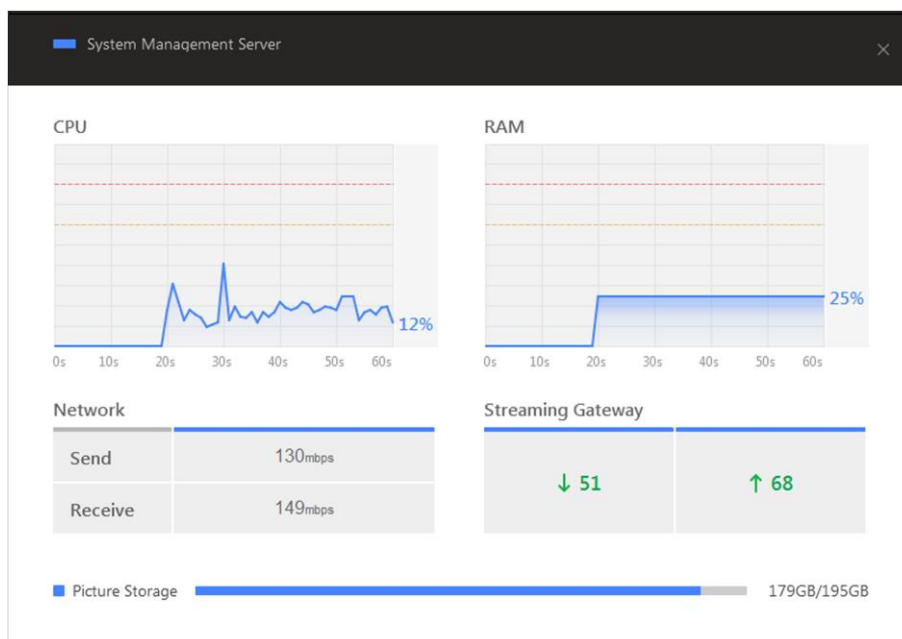 System Management Server
CPU
12%
0s 10s 20s 30s 40s 50s 60s
RAM
25%
0s 10s 20s 30s 40s 50s 60s
Network
Send 130mbps
Receive 149mbps
Streaming Gateway
↓ 51 ↑ 68
Picture Storage 179GB/195GB